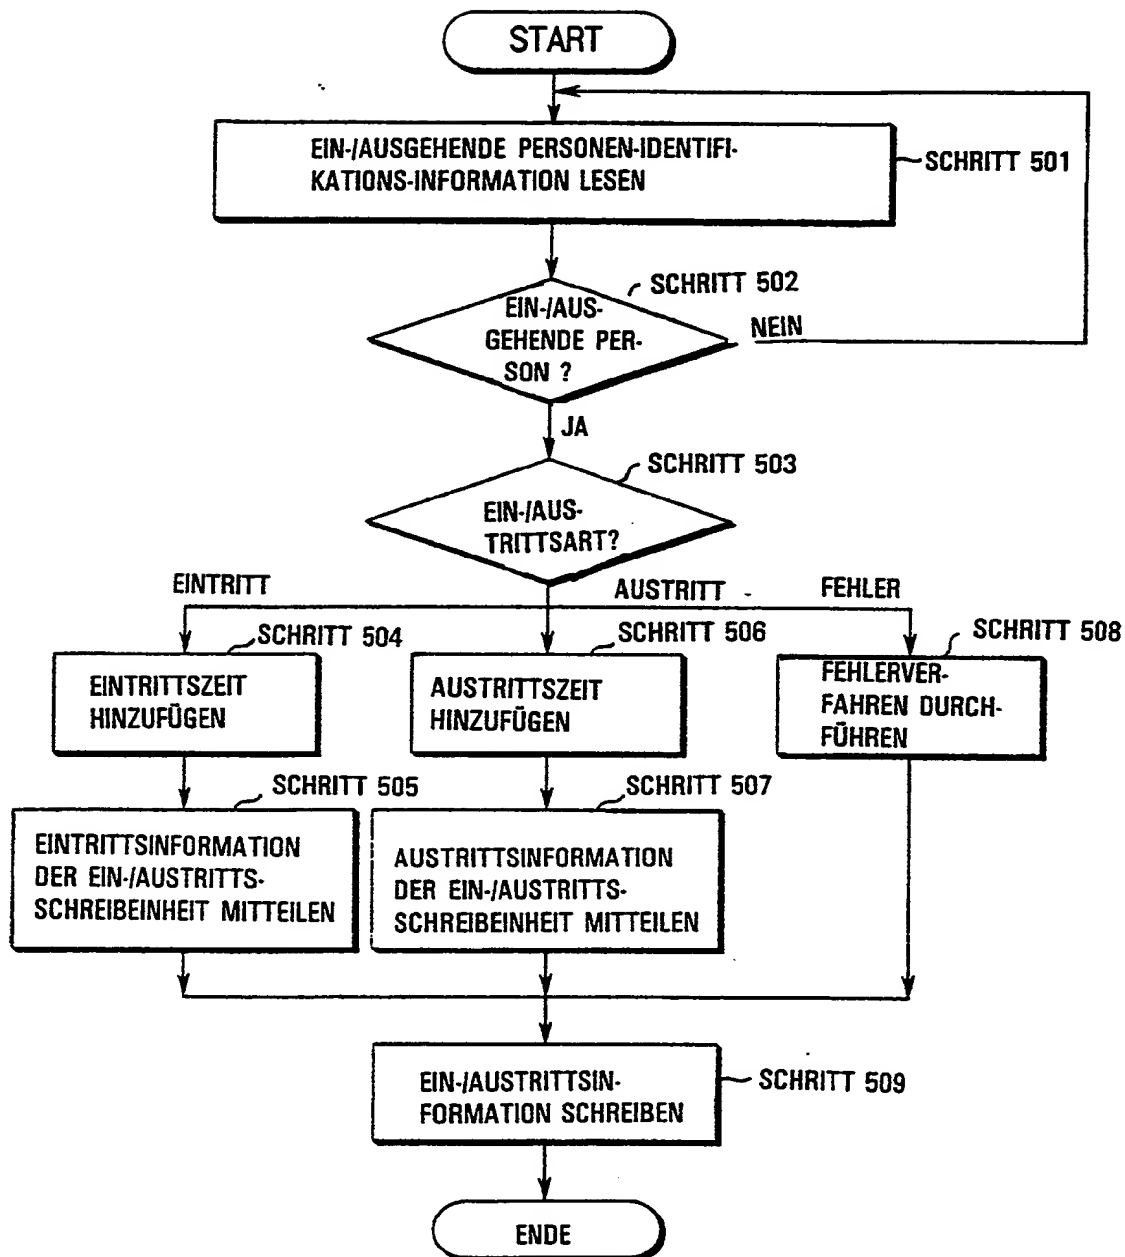 START
EIN-/AUSGEHENDE PERSONEN-IDENTIFI-
KATIONS-INFORMATION LESEN
SCHRITT 501
SCHRITT 502
EIN-/AUS-
GEHENDE PER-
SON ?
NEIN
JA
SCHRITT 503
EIN-/AUS-
TRITTSART?
EINTRITT
AUSTRITT
FEHLER
SCHRITT 504
SCHRITT 506
SCHRITT 508
EINTRITTSZEIT
HINZUFÜGEN
AUSTRITTSZEIT
HINZUFÜGEN
FEHLERVER-
FAHREN DURCH-
FÜHREN
SCHRITT 505
SCHRITT 507
EINTRITTSINFORMATION
DER EIN-/AUSTRITTS-
SCHREIBEINHEIT MITTEILEN
AUSTRITTSINFORMATION
DER EIN-/AUSTRITTS-
SCHREIBEINHEIT MITTEILEN
EIN-/AUSTRITTSIN-
FORMATION SCHREIBEN
SCHRITT 509
ENDE